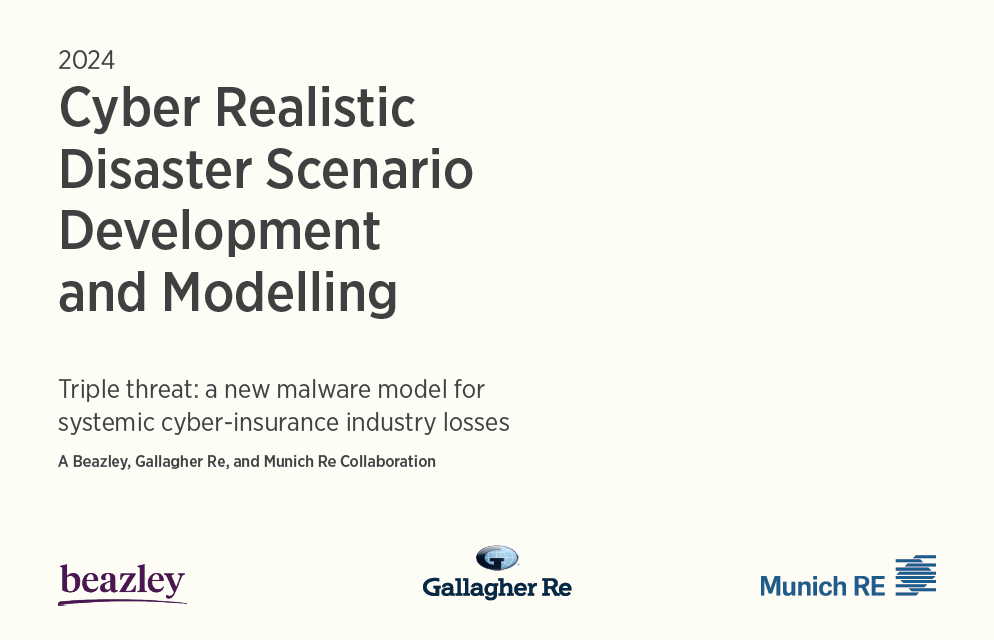 2024
Cyber Realistic
Disaster Scenario
Development
and Modelling
Triple threat: a new malware model for
systemic cyber-insurance industry losses
A Beazley, Gallagher Re, and Munich Re Collaboration
beazley
G
Gallagher Re
Munich RE